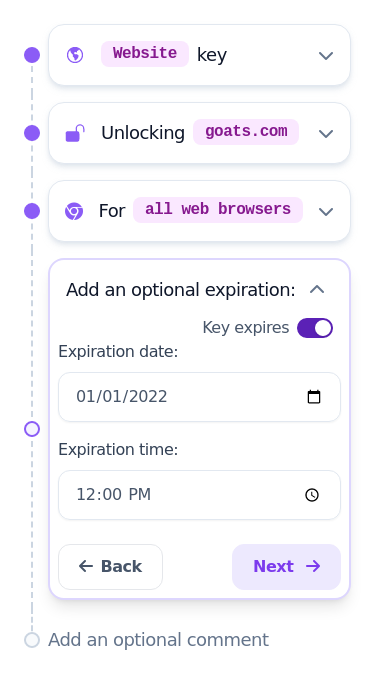 Website key
Unlocking goats.com
For all web browsers
Add an optional expiration:
Key expires
Expiration date:
01/01/2022
Expiration time:
12:00 PM
Back Next
Add an optional comment